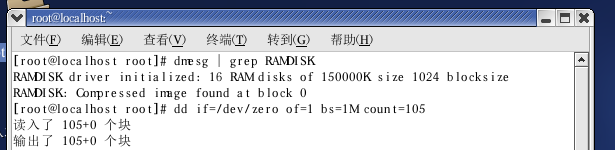 root@localhost:~
文件(F) 编辑(E) 查看(V) 终端(T) 转到(G) 帮助(H)
[root@localhost root]# dmesg | grep RAMDISK
RAMDISK driver initialized: 16 RAM disks of 150000K size 1024 blocksize
RAMDISK: Compressed image found at block 0
[root@localhost root]# dd if=/dev/zero of=1 bs=1M count=105
读入了 105+0 个块
输出了 105+0 个块